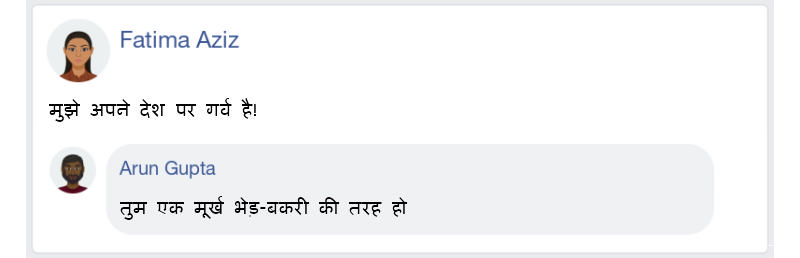 Fatima Aziz
मुझे अपने देश पर गर्व है!
Arun Gupta
तुम एक मूर्ख भेड़-बकरी की तरह हो